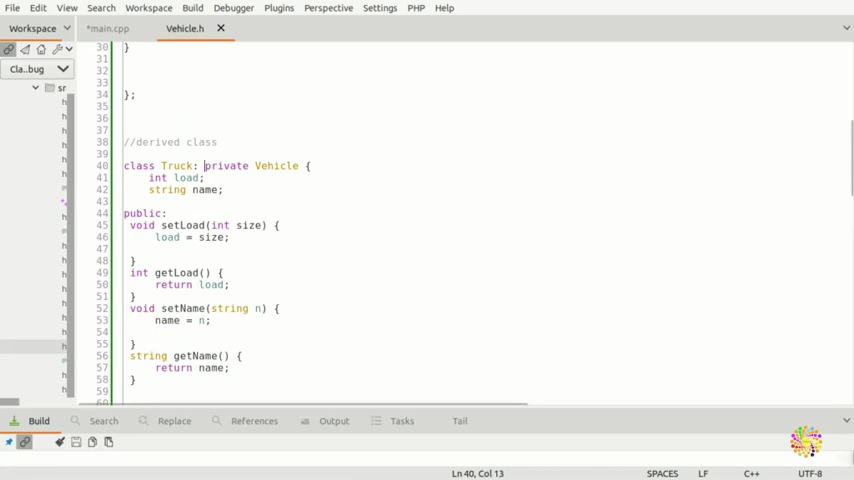 File Edit View Search Workspace Build Debugger Plugins Perspective Settings PHP Help
Workspace *main.cpp Vehicle.h
Cla..bug
sr
30 }
31
32
33
34 };
35
36
37
38 //derived class
39
40 class Truck: private Vehicle {
41 int load;
42 string name;
43
44 public:
45 void setLoad(int size) {
46 load = size;
47
48 }
49 int getLoad() {
50 return load;
51 }
52 void setName(string n) {
53 name = n;
54
55 }
56 string getName() {
57 return name;
58 }
59
Build Search Replace References Output Tasks Tail
Ln 40, Col 13 SPACES LF C++ UTF-8